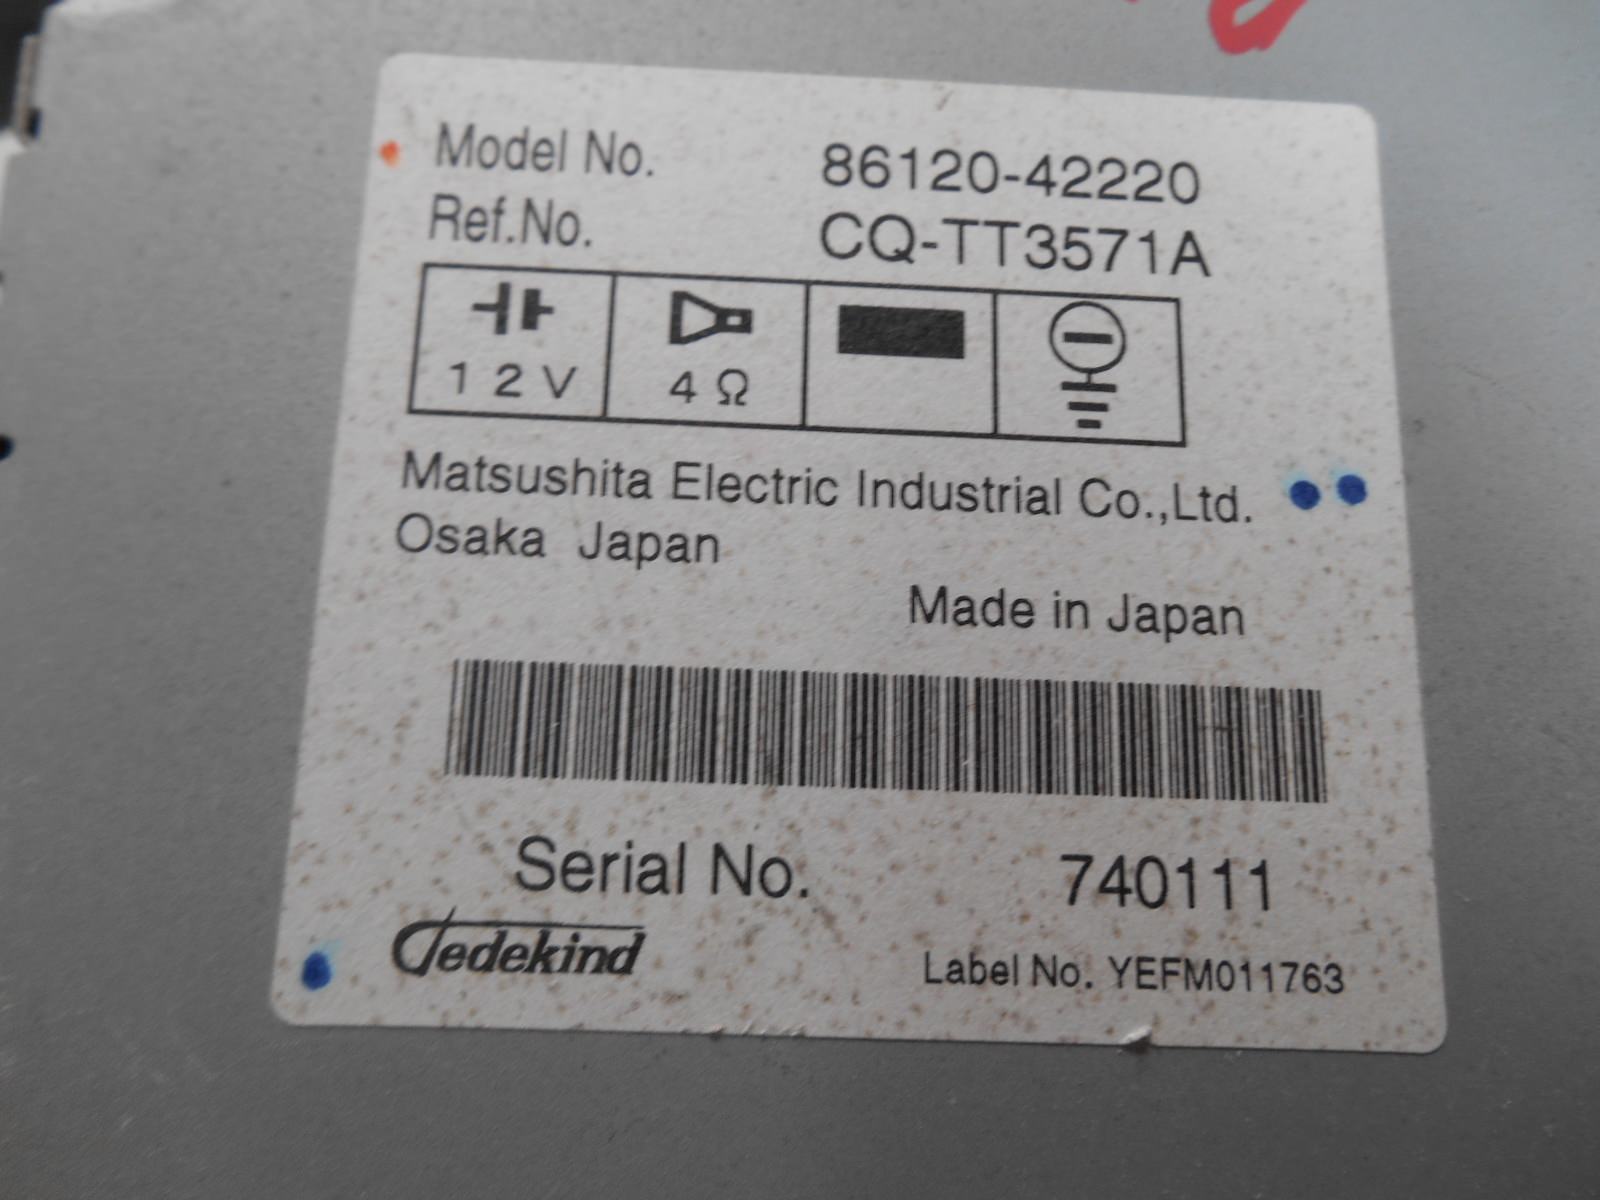 Model No. 86120-42220
Ref.No. CQ-TT3571A
12V 4Ω
Matsushita Electric Industrial Co.,Ltd.
Osaka Japan
Made in Japan
Serial No. 740111
Jedekind
Label No. YEFM011763